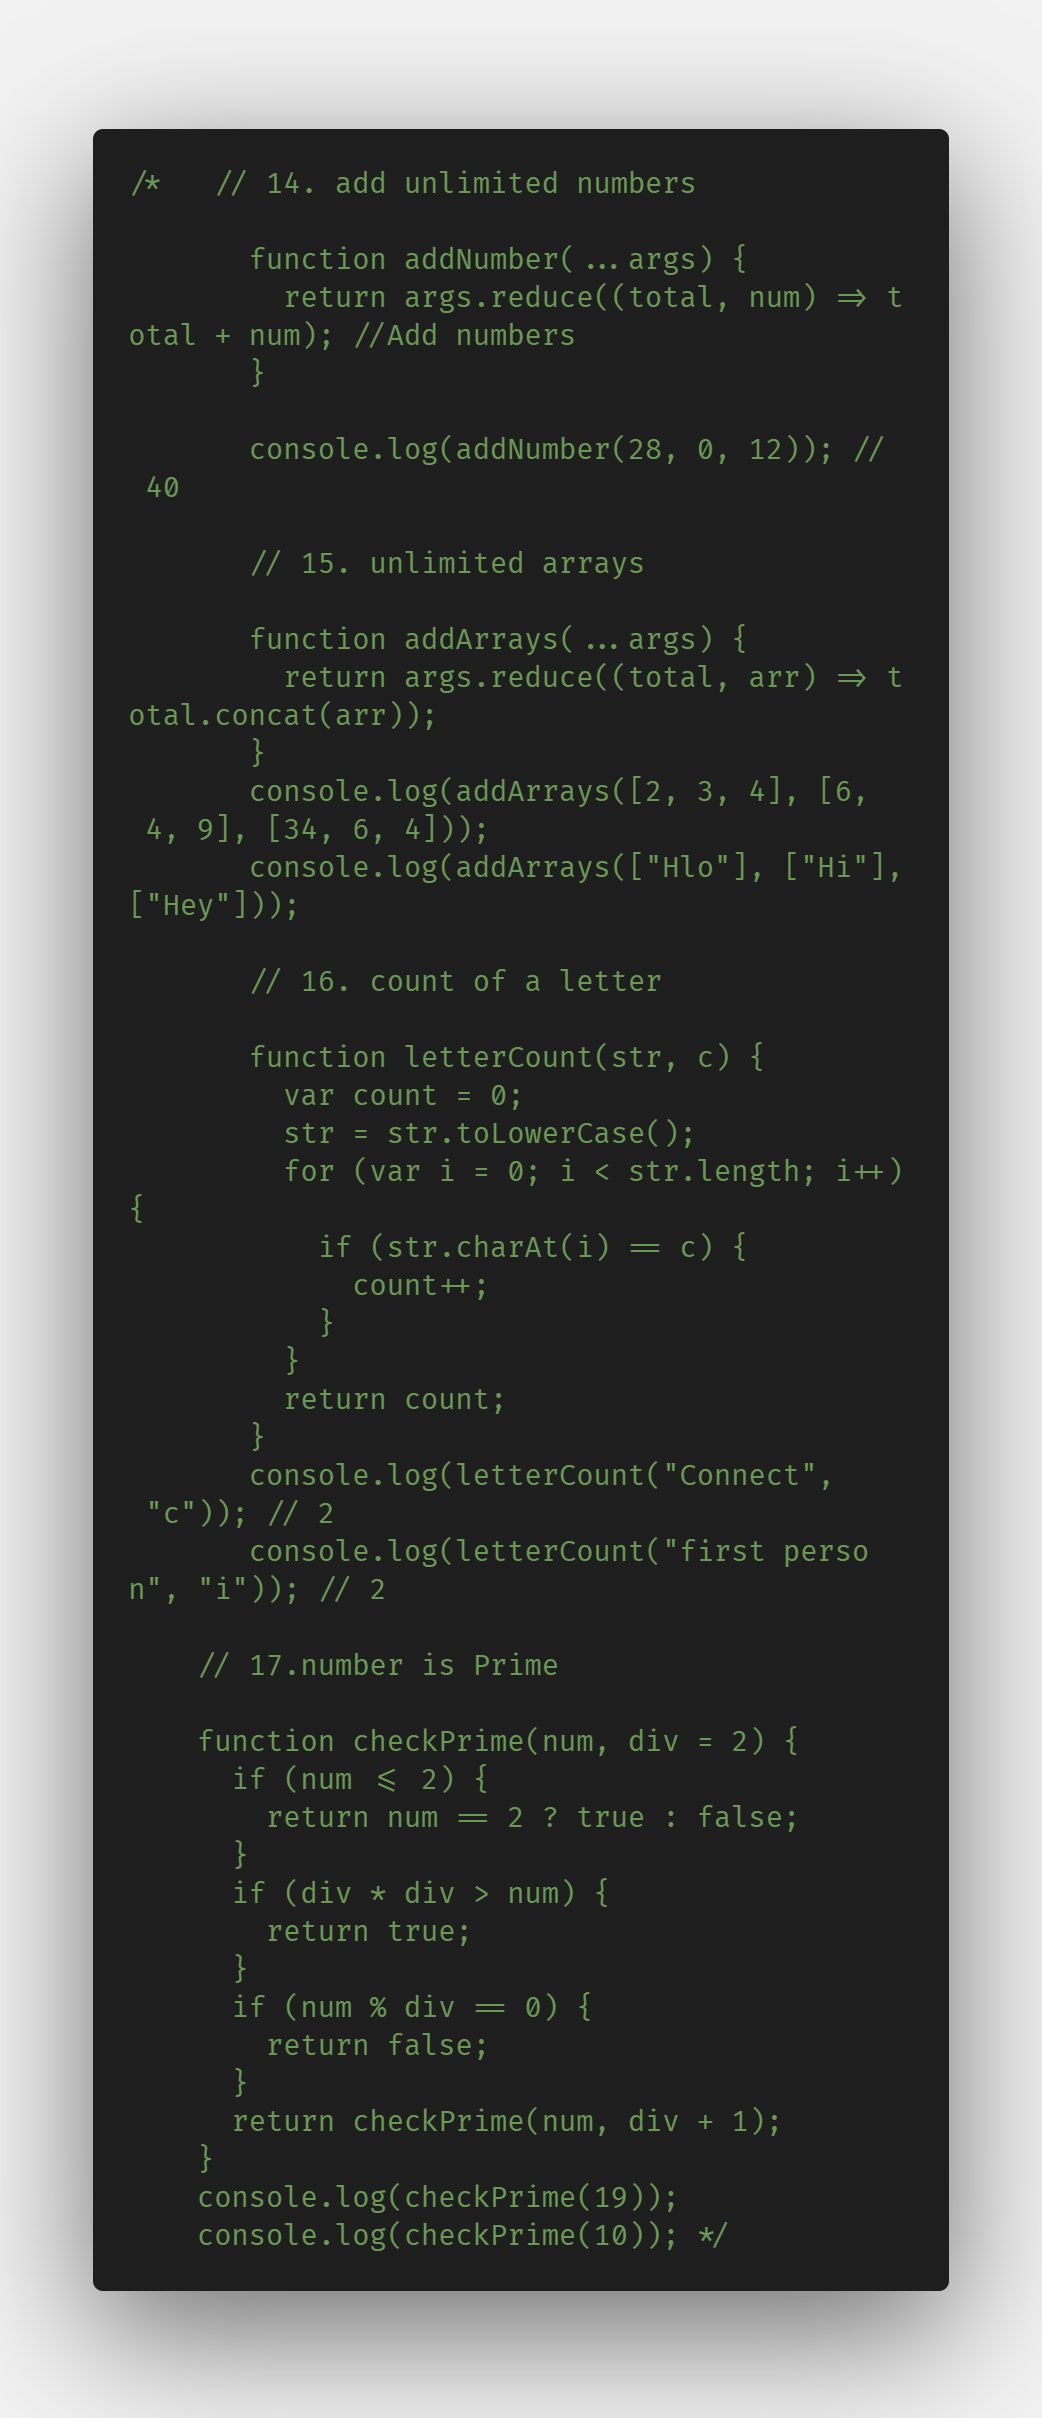 /*   // 14. add unlimited numbers

       function addNumber(...args) {
         return args.reduce((total, num) => t
otal + num); //Add numbers
       }

       console.log(addNumber(28, 0, 12)); //
 40

       // 15. unlimited arrays

       function addArrays(...args) {
         return args.reduce((total, arr) => t
otal.concat(arr));
       }
       console.log(addArrays([2, 3, 4], [6,
 4, 9], [34, 6, 4]));
       console.log(addArrays(["Hlo"], ["Hi"],
["Hey"]));

       // 16. count of a letter

       function letterCount(str, c) {
         var count = 0;
         str = str.toLowerCase();
         for (var i = 0; i < str.length; i++)
{
           if (str.charAt(i) == c) {
             count++;
           }
         }
         return count;
       }
       console.log(letterCount("Connect",
 "c")); // 2
       console.log(letterCount("first perso
n", "i")); // 2

    // 17.number is Prime

    function checkPrime(num, div = 2) {
      if (num <= 2) {
        return num == 2 ? true : false;
      }
      if (div * div > num) {
        return true;
      }
      if (num % div == 0) {
        return false;
      }
      return checkPrime(num, div + 1);
    }
    console.log(checkPrime(19));
    console.log(checkPrime(10)); */